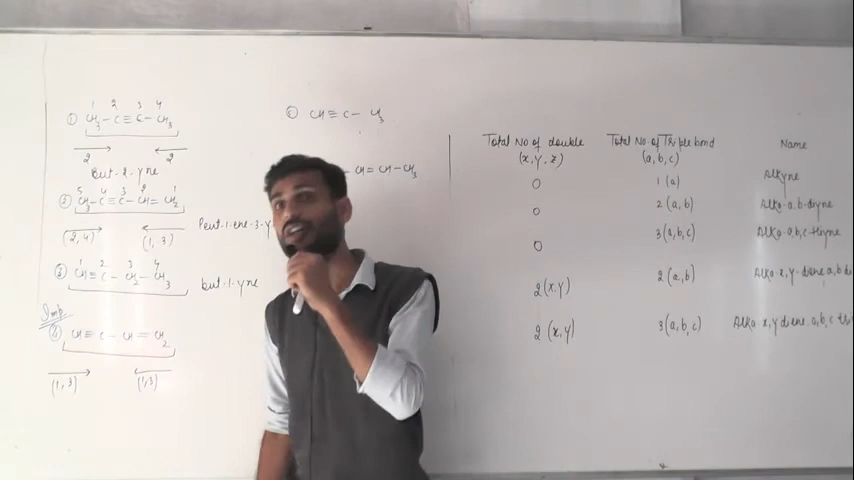 1 2 3 4
① CH3 - C ≡ C - CH3
2 2
But-2-yne
5 4 3 2 1
② CH3 - C ≡ C - CH = CH2
(2, 4) (1, 3) Pent-1-ene-3-y
1 2 3 4
③ CH ≡ C - CH2 - CH3 but-1-yne
Imp.
④ CH ≡ C - CH = CH2
(1, 3) (1, 3)
CH ≡ C - CH3
- CH = CH - CH3
Total No of double Total No of Triple bond Name
(x, y, z) (a, b, c)
0 1 (a) Alkyne
0 2 (a, b) Alka-a,b-diyne
0 3 (a, b, c) Alka-a,b,c-triyne
2 (x, y) 2 (a, b) Alka-x,y-diene a,b di
2 (x, y) 3 (a, b, c) Alka-x,y diene a,b,c